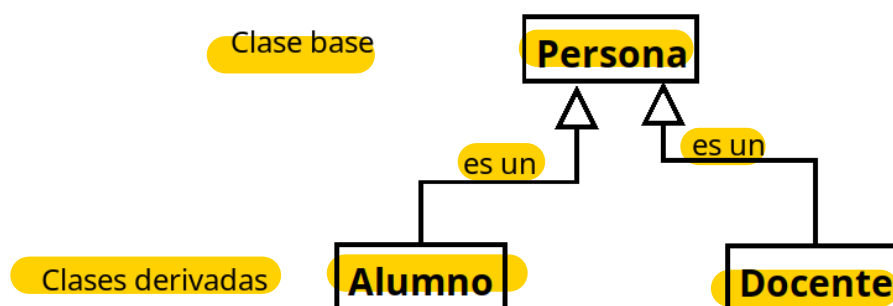 Clase base
Persona
es un
es un
Clases derivadas
Alumno
Docente